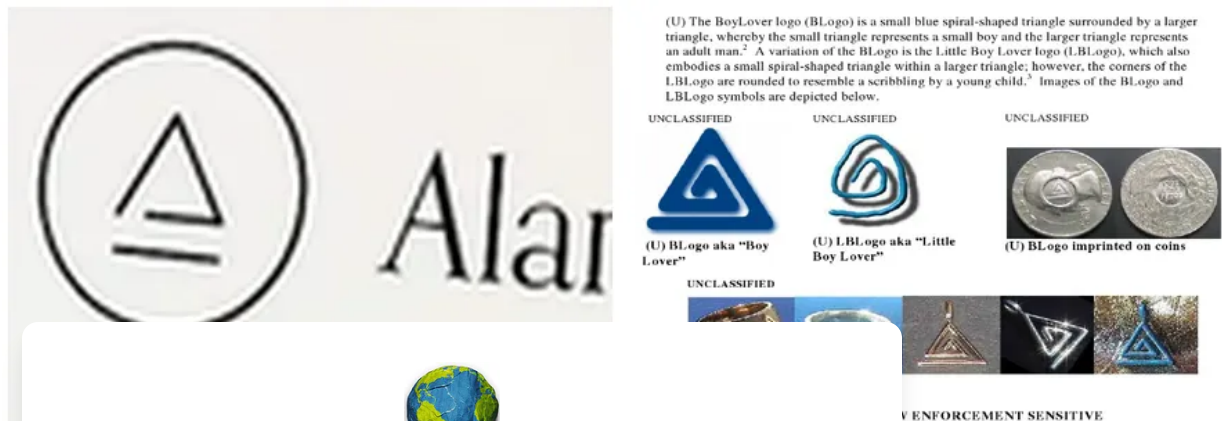 Alar
(U) The BoyLover logo (BLogo) is a small blue spiral-shaped triangle surrounded by a larger
triangle, whereby the small triangle represents a small boy and the larger triangle represents
an adult man.2 A variation of the BLogo is the Little Boy Lover logo (LBLogo), which also
embodies a small spiral-shaped triangle within a larger triangle; however, the corners of the
LBLogo are rounded to resemble a scribbling by a young child.3 Images of the BLogo and
LBLogo symbols are depicted below.
UNCLASSIFIED UNCLASSIFIED UNCLASSIFIED
(U) BLogo aka “Boy
Lover”
(U) LBLogo aka “Little
Boy Lover”
(U) BLogo imprinted on coins
UNCLASSIFIED
ENFORCEMENT SENSITIVE